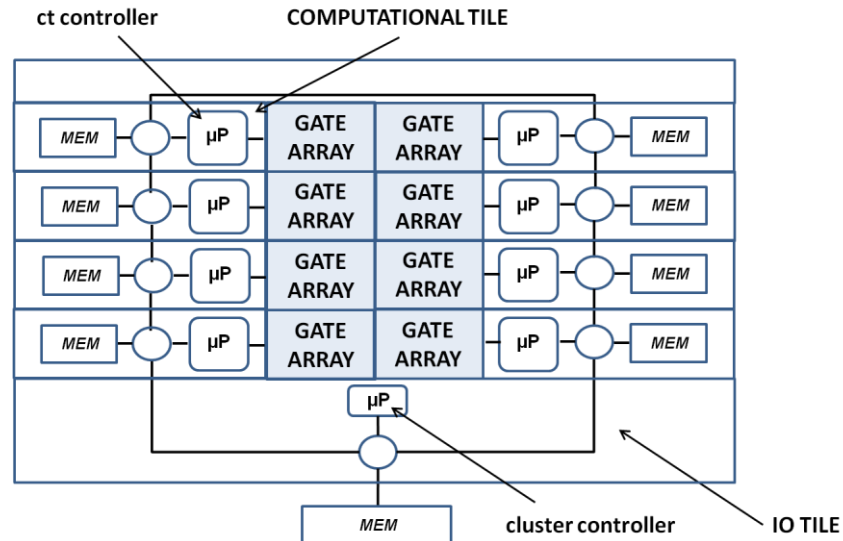 ct controller
COMPUTATIONAL TILE
MEM
µP
GATE
ARRAY
GATE
ARRAY
µP
MEM
MEM
µP
GATE
ARRAY
GATE
ARRAY
µP
MEM
MEM
µP
GATE
ARRAY
GATE
ARRAY
µP
MEM
MEM
µP
GATE
ARRAY
GATE
ARRAY
µP
MEM
µP
MEM
cluster controller
IO TILE